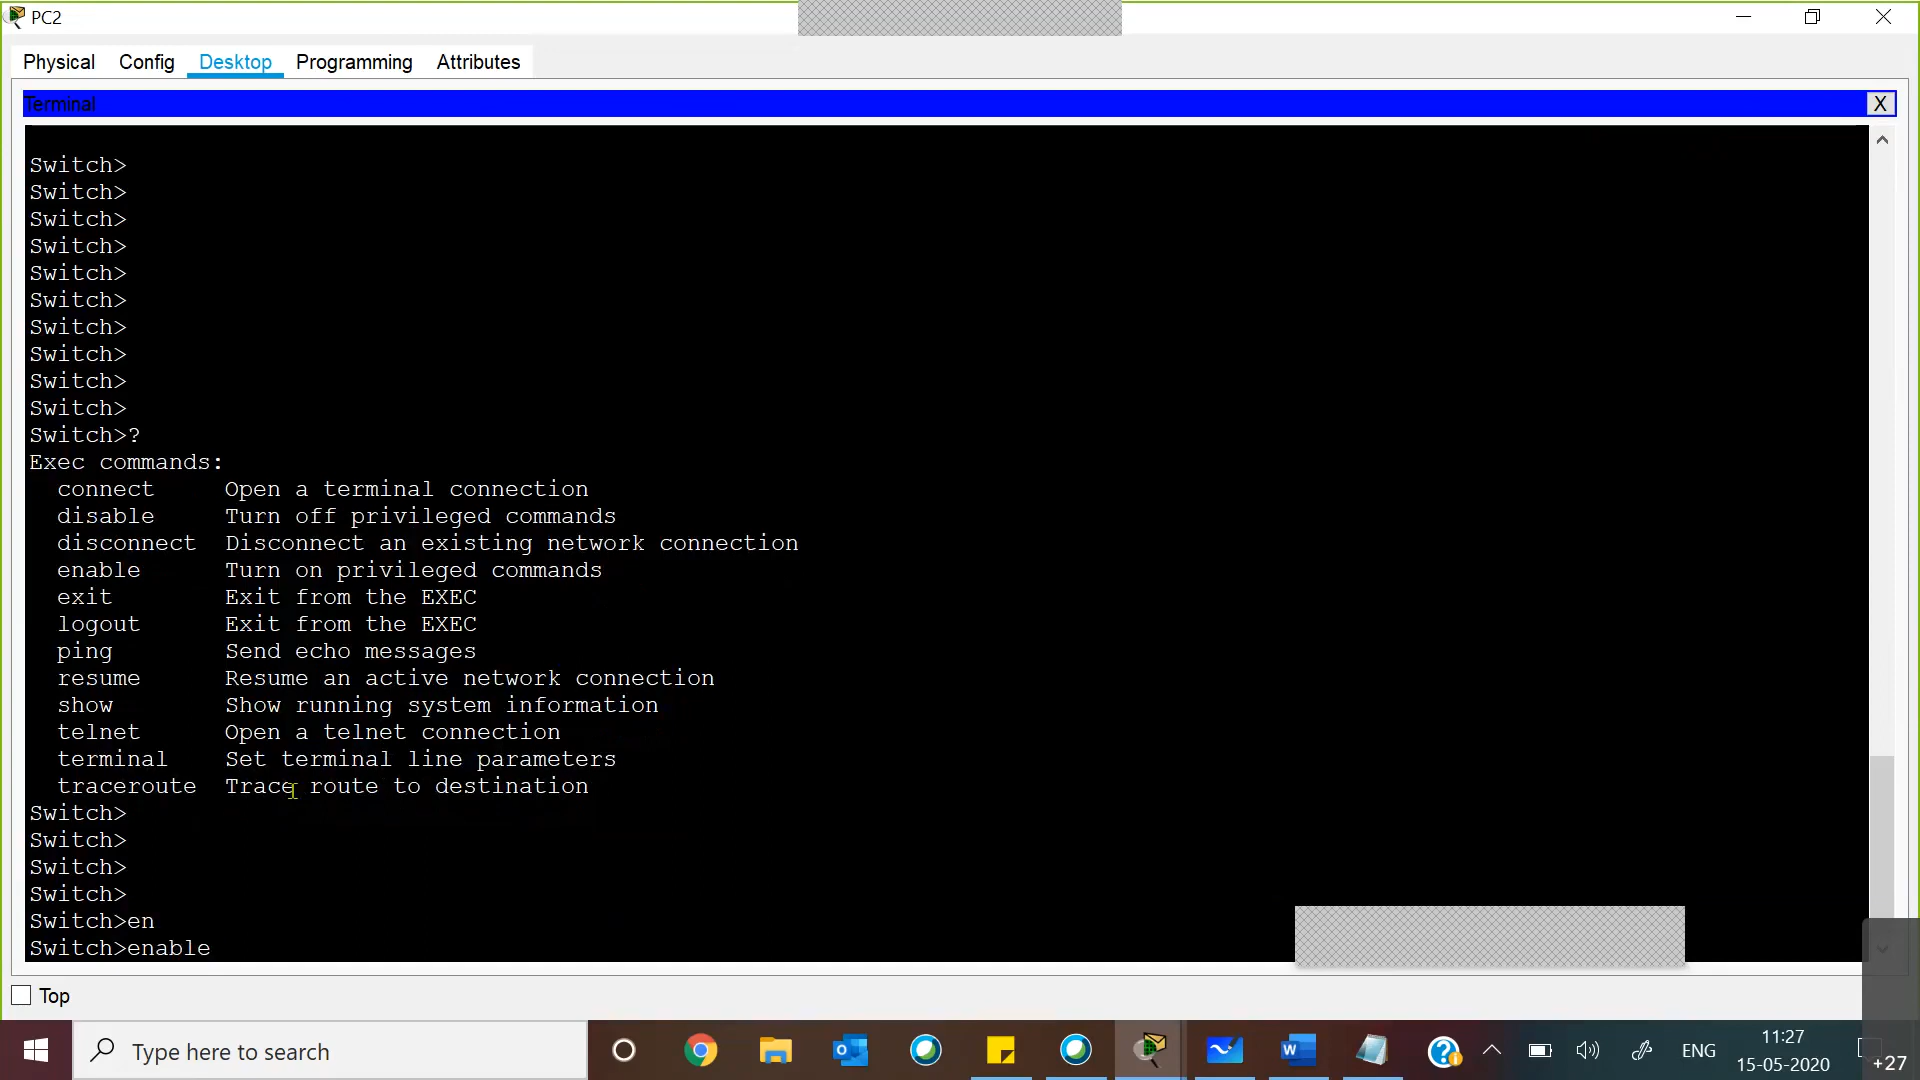 PC2
Physical Config Desktop Programming Attributes
Terminal X
Switch>
Switch>
Switch>
Switch>
Switch>
Switch>
Switch>
Switch>
Switch>
Switch>
Switch>?
Exec commands:
connect Open a terminal connection
disable Turn off privileged commands
disconnect Disconnect an existing network connection
enable Turn on privileged commands
exit Exit from the EXEC
logout Exit from the EXEC
ping Send echo messages
resume Resume an active network connection
show Show running system information
telnet Open a telnet connection
terminal Set terminal line parameters
traceroute Trace route to destination
Switch>
Switch>
Switch>
Switch>
Switch>en
Switch>enable
Top
Type here to search
ENG
11:27
15-05-2020
+27